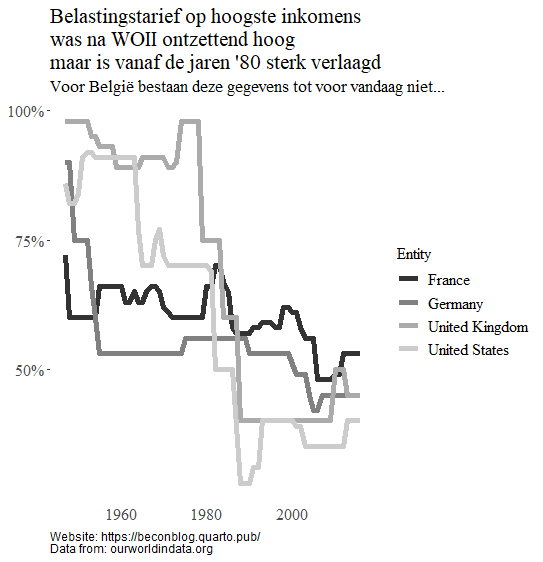 Belastingstarief op hoogste inkomens
was na WOII ontzettend hoog
maar is vanaf de jaren '80 sterk verlaagd
Voor België bestaan deze gegevens tot voor vandaag niet...
100%
75%
50%
1960 1980 2000
Entity
France
Germany
United Kingdom
United States
Website: https://beconblog.quarto.pub/
Data from: ourworldindata.org